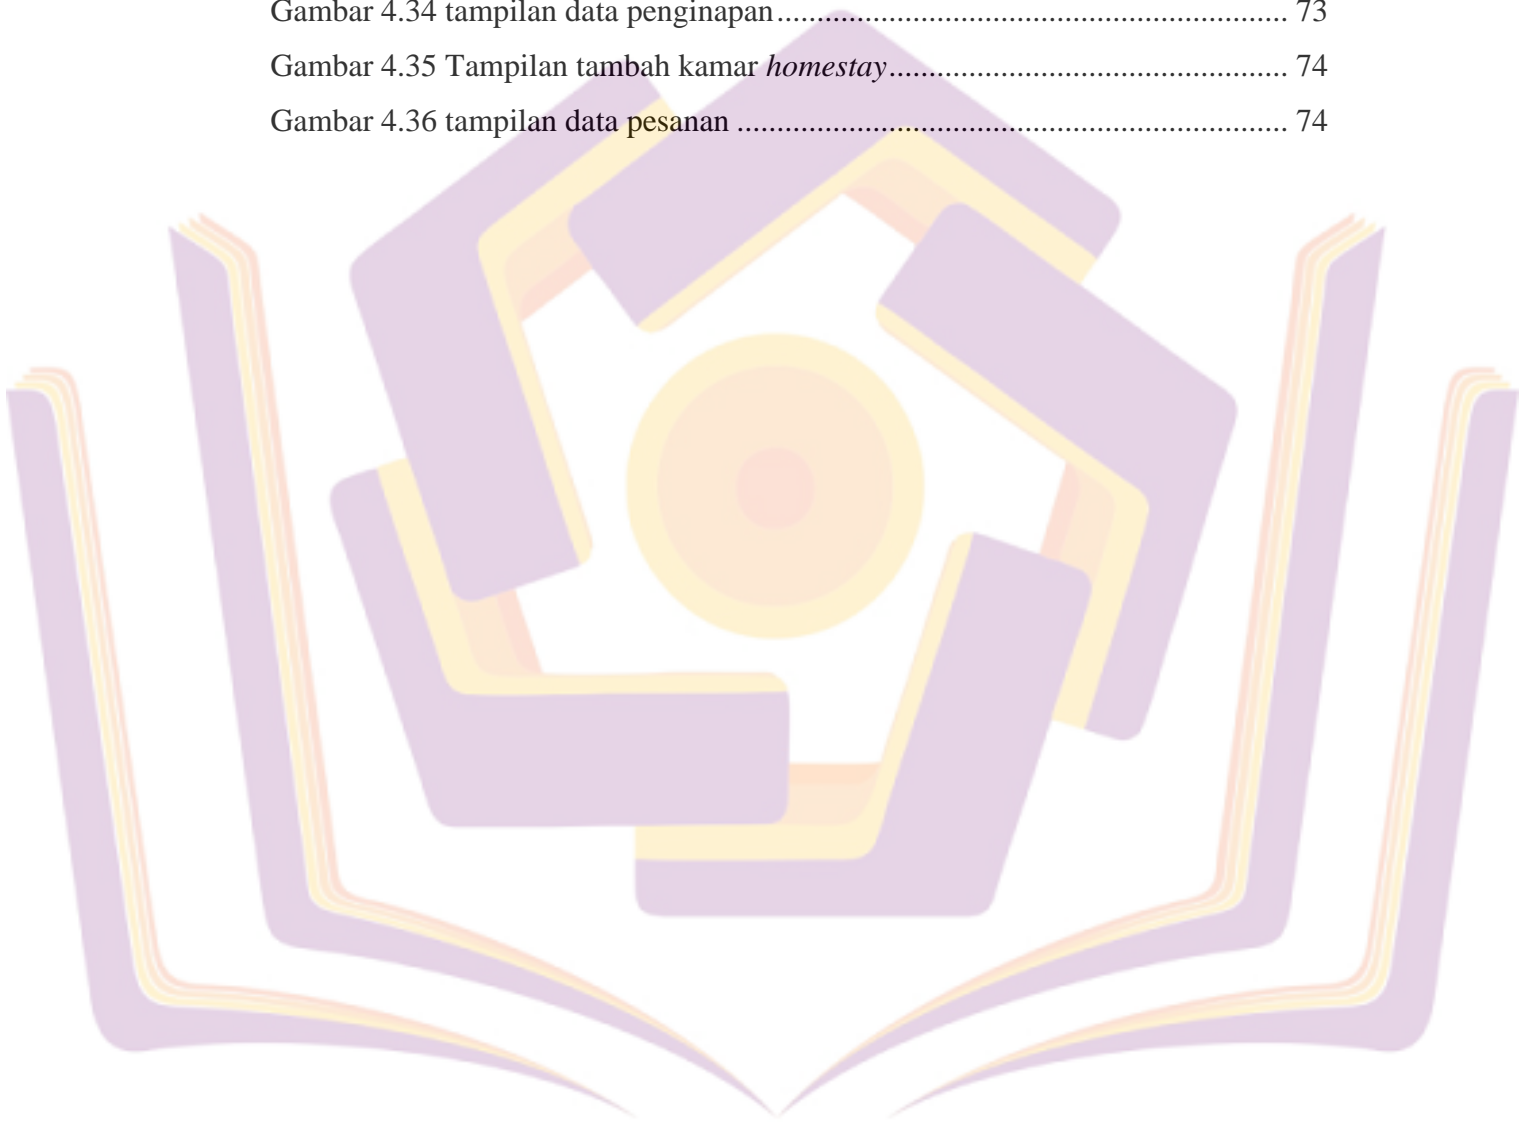 Gambar 4.34 tampilan data penginapan................................................................ 73
Gambar 4.35 Tampilan tambah kamar homestay.................................................. 74
Gambar 4.36 tampilan data pesanan ..................................................................... 74